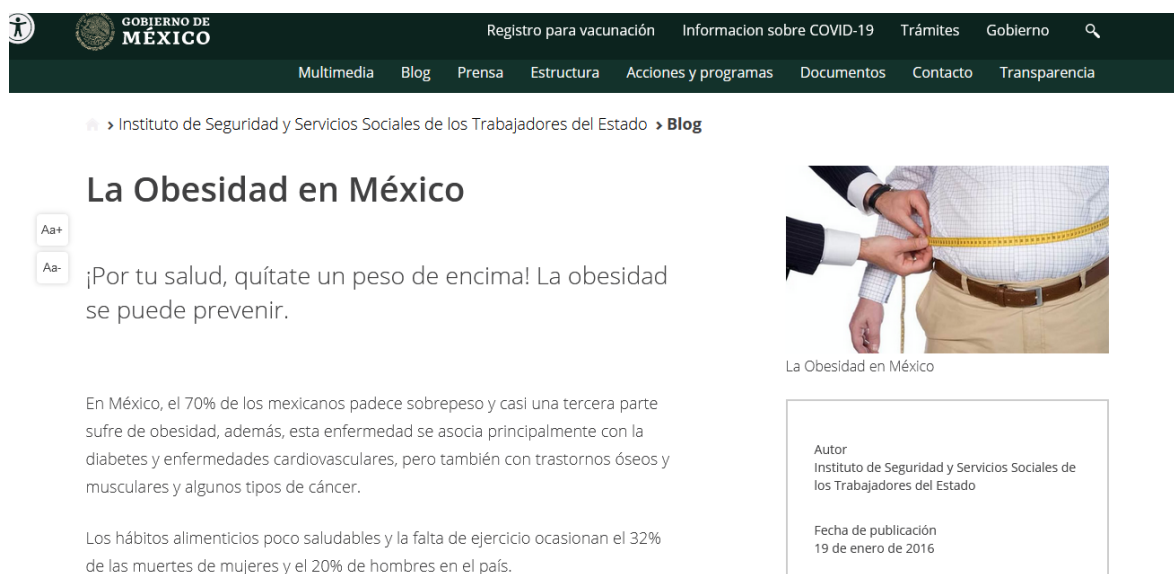 GOBIERNO DE
MÉXICO
Registro para vacunación Informacion sobre COVID-19 Trámites Gobierno
Multimedia Blog Prensa Estructura Acciones y programas Documentos Contacto Transparencia
> Instituto de Seguridad y Servicios Sociales de los Trabajadores del Estado > Blog
La Obesidad en México
Aa+
Aa-
¡Por tu salud, quítate un peso de encima! La obesidad
se puede prevenir.
En México, el 70% de los mexicanos padece sobrepeso y casi una tercera parte
sufre de obesidad, además, esta enfermedad se asocia principalmente con la
diabetes y enfermedades cardiovasculares, pero también con trastornos óseos y
musculares y algunos tipos de cáncer.
Los hábitos alimenticios poco saludables y la falta de ejercicio ocasionan el 32%
de las muertes de mujeres y el 20% de hombres en el país.
La Obesidad en México
Autor
Instituto de Seguridad y Servicios Sociales de
los Trabajadores del Estado
Fecha de publicación
19 de enero de 2016